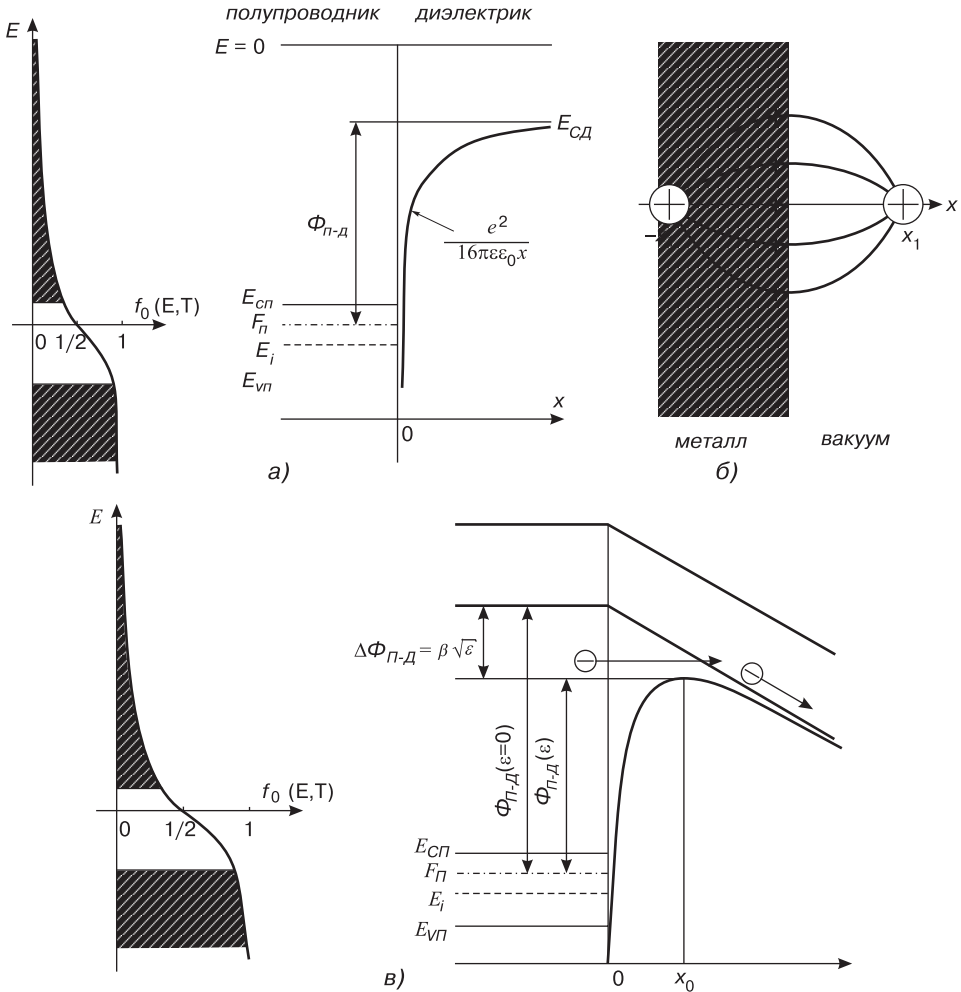 полупроводник диэлектрик
E
E = 0
E_СД
Φ_п-д
e²
16πεε₀x
x
x₁
E_сп
F_п
E_i
E_vп
f₀ (E,T)
0 1/2 1
x
0
металл вакуум
а)
б)
E
ΔΦ_П-Д = β √ε
Φ_П-Д(ε=0)
Φ_П-Д(ε)
f₀ (E,T)
0 1/2 1
E_СП
F_П
E_i
E_VП
0 x₀
в)